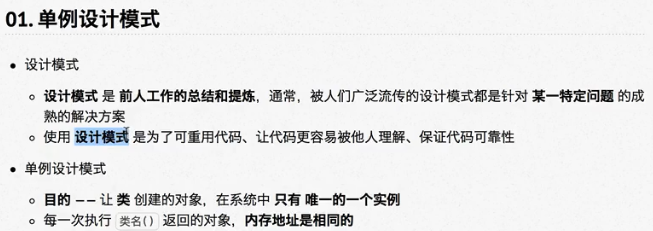 01. 单例设计模式
设计模式
设计模式 是 前人工作的总结和提炼，通常，被人们广泛流传的设计模式都是针对 某一特定问题 的成
熟的解决方案
使用 设计模式 是为了可重用代码、让代码更容易被他人理解、保证代码可靠性
单例设计模式
目的 —— 让 类 创建的对象，在系统中 只有 唯一的一个实例
每一次执行 类名() 返回的对象，内存地址是相同的